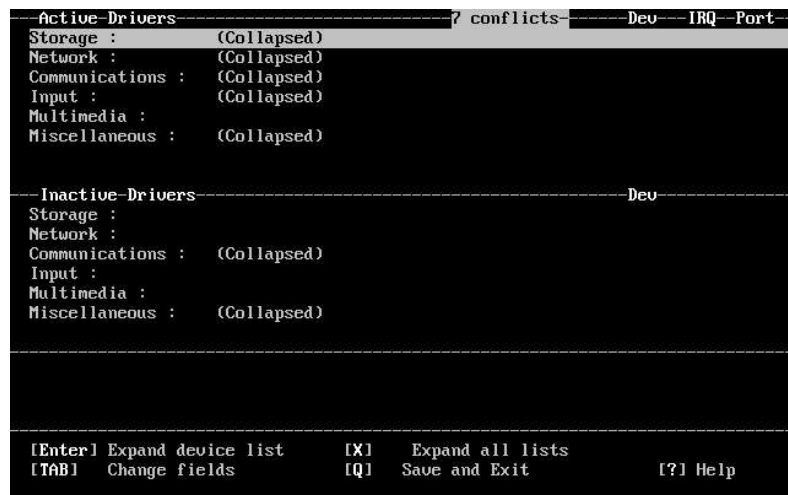 ---Active-Drivers----------------------------7 conflicts------Dev---IRQ--Port--
Storage : (Collapsed)
Network : (Collapsed)
Communications : (Collapsed)
Input : (Collapsed)
Multimedia :
Miscellaneous : (Collapsed)
---Inactive-Drivers--------------------------------------------Dev--------------
Storage :
Network :
Communications : (Collapsed)
Input :
Multimedia :
Miscellaneous : (Collapsed)
[Enter] Expand device list [X] Expand all lists
[TAB] Change fields [Q] Save and Exit [?] Help